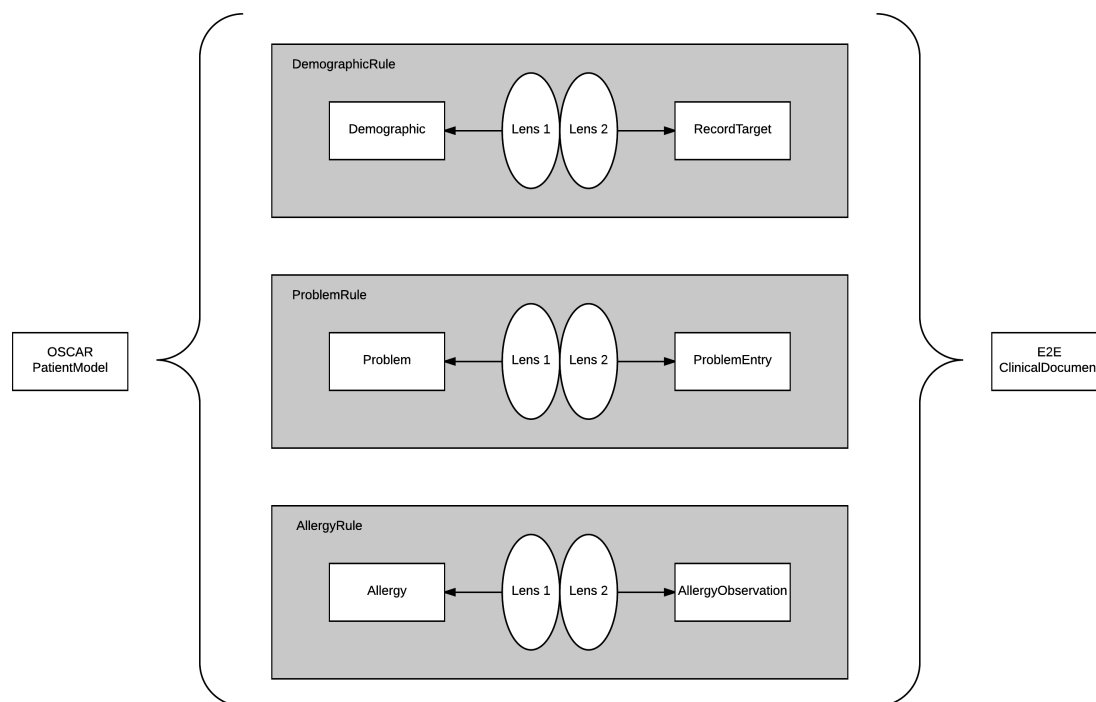 DemographicRule
Demographic
Lens 1
Lens 2
RecordTarget
ProblemRule
OSCAR
PatientModel
Problem
Lens 1
Lens 2
ProblemEntry
E2E
ClinicalDocument
AllergyRule
Allergy
Lens 1
Lens 2
AllergyObservation